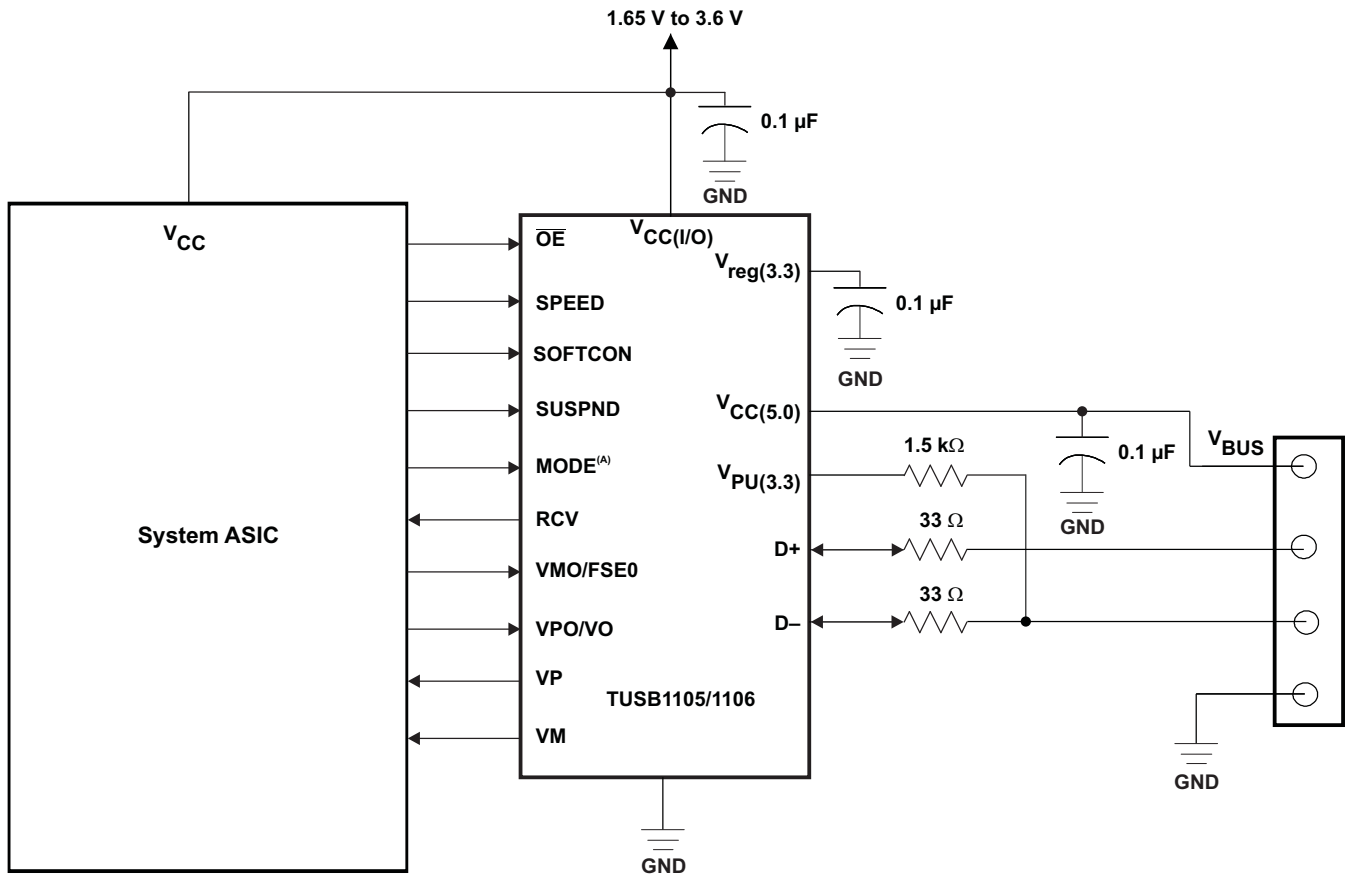 1.65 V to 3.6 V
0.1 µF
GND
VCC
System ASIC
OE
SPEED
SOFTCON
SUSPND
MODE(A)
RCV
VMO/FSE0
VPO/VO
VP
VM
VCC(I/O)
Vreg(3.3)
VCC(5.0)
VPU(3.3)
D+
D–
TUSB1105/1106
GND
0.1 µF
GND
1.5 kΩ
33 Ω
33 Ω
0.1 µF
GND
VBUS
GND